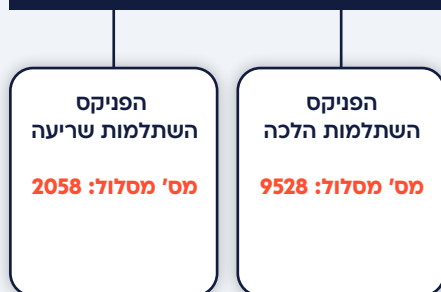 הפניקס
השתלמות הלכה
מס' מסלול: 9528
הפניקס
השתלמות שריעה
מס' מסלול: 2058